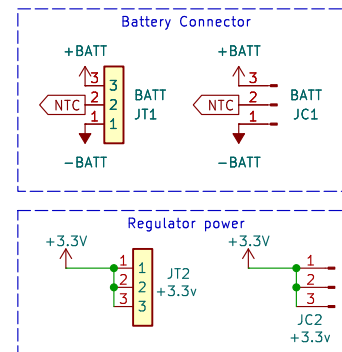 Battery Connector
+BATT +BATT
3 3 3
NTC 2 2 BATT NTC 2 BATT
1 1 JT1 1 JC1
-BATT -BATT
Regulator power
+3.3V +3.3V
1 1 1
2 2 JT2 2
3 3 +3.3v 3
JC2
+3.3v